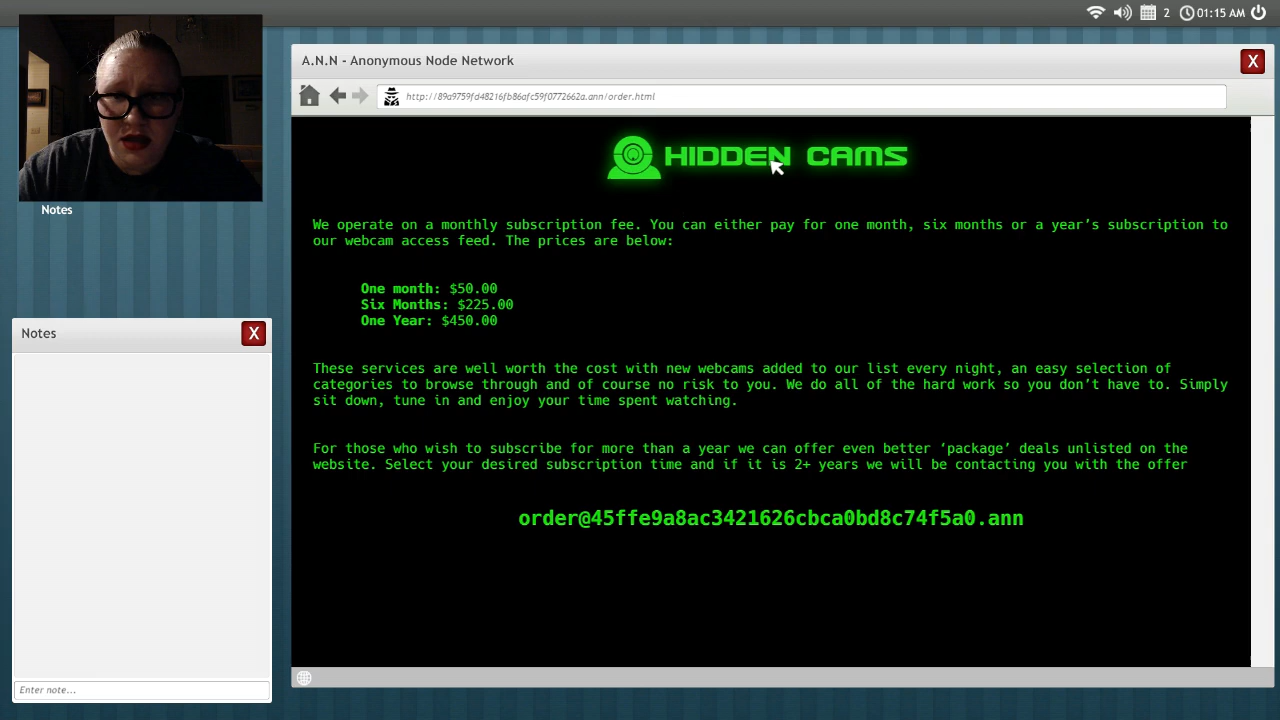 2
01:15 AM
A.N.N - Anonymous Node Network
X
http://89a9759fd48216fb86afc59f0772662a.ann/order.html
HIDDEN CAMS
Notes
We operate on a monthly subscription fee. You can either pay for one month, six months or a year’s subscription to
our webcam access feed. The prices are below:
One month: $50.00
Six Months: $225.00
One Year: $450.00
Notes
X
These services are well worth the cost with new webcams added to our list every night, an easy selection of
categories to browse through and of course no risk to you. We do all of the hard work so you don’t have to. Simply
sit down, tune in and enjoy your time spent watching.
For those who wish to subscribe for more than a year we can offer even better ‘package’ deals unlisted on the
website. Select your desired subscription time and if it is 2+ years we will be contacting you with the offer
order@45ffe9a8ac3421626cbca0bd8c74f5a0.ann
Enter note...